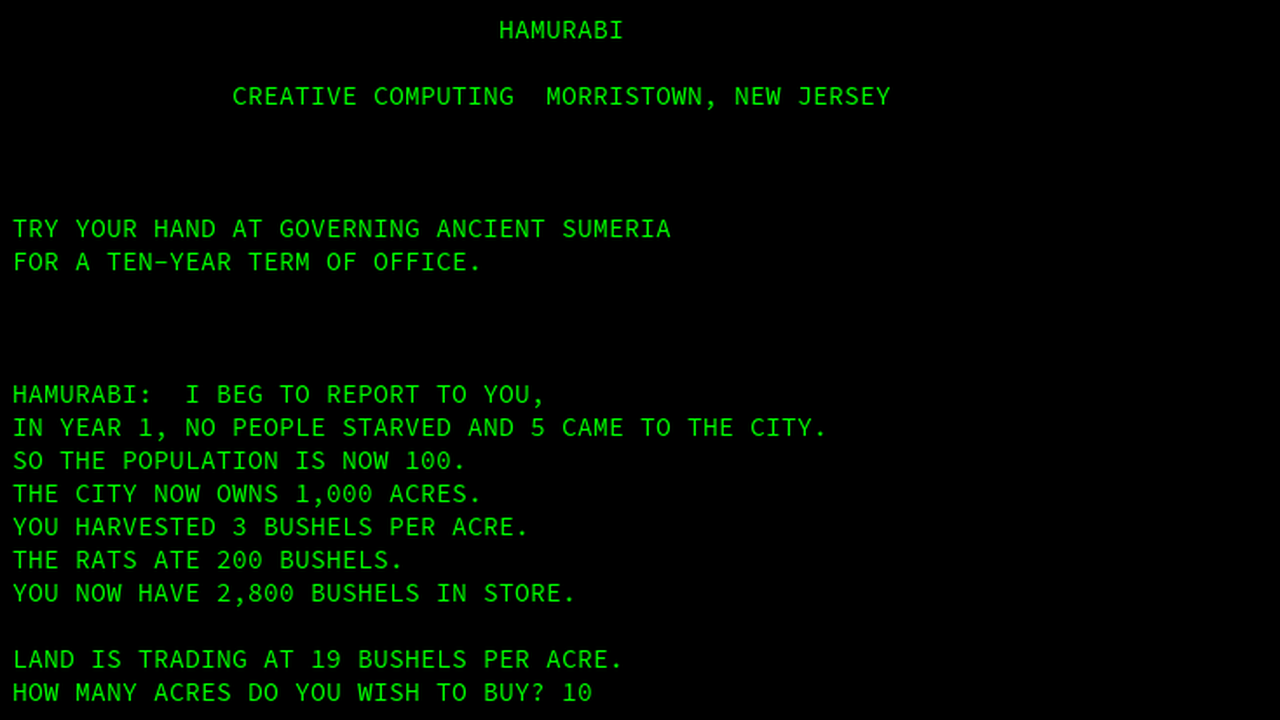 HAMURABI
CREATIVE COMPUTING  MORRISTOWN, NEW JERSEY
TRY YOUR HAND AT GOVERNING ANCIENT SUMERIA
FOR A TEN-YEAR TERM OF OFFICE.
HAMURABI:  I BEG TO REPORT TO YOU,
IN YEAR 1, NO PEOPLE STARVED AND 5 CAME TO THE CITY.
SO THE POPULATION IS NOW 100.
THE CITY NOW OWNS 1,000 ACRES.
YOU HARVESTED 3 BUSHELS PER ACRE.
THE RATS ATE 200 BUSHELS.
YOU NOW HAVE 2,800 BUSHELS IN STORE.
LAND IS TRADING AT 19 BUSHELS PER ACRE.
HOW MANY ACRES DO YOU WISH TO BUY? 10